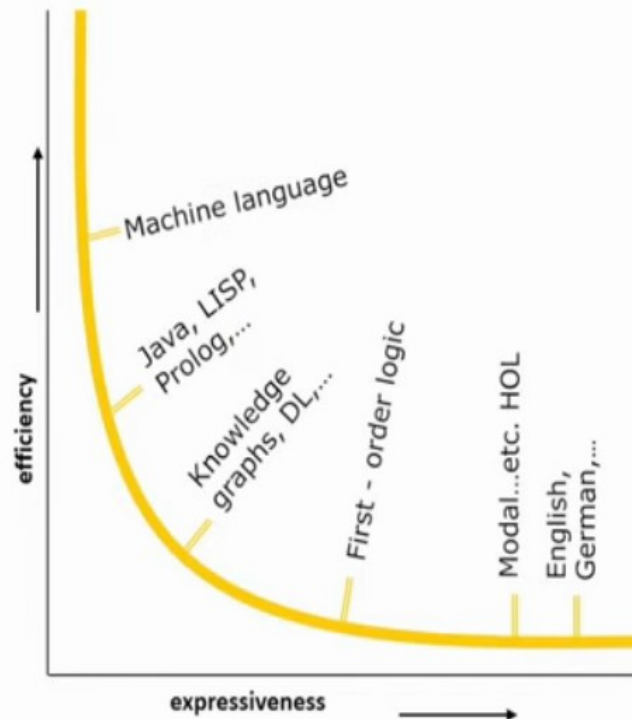 Machine language
Java, LISP,
Prolog,...
Knowledge
graphs, DL,...
First - order logic
Modal...etc. HOL
English,
German,...
efficiency
expressiveness